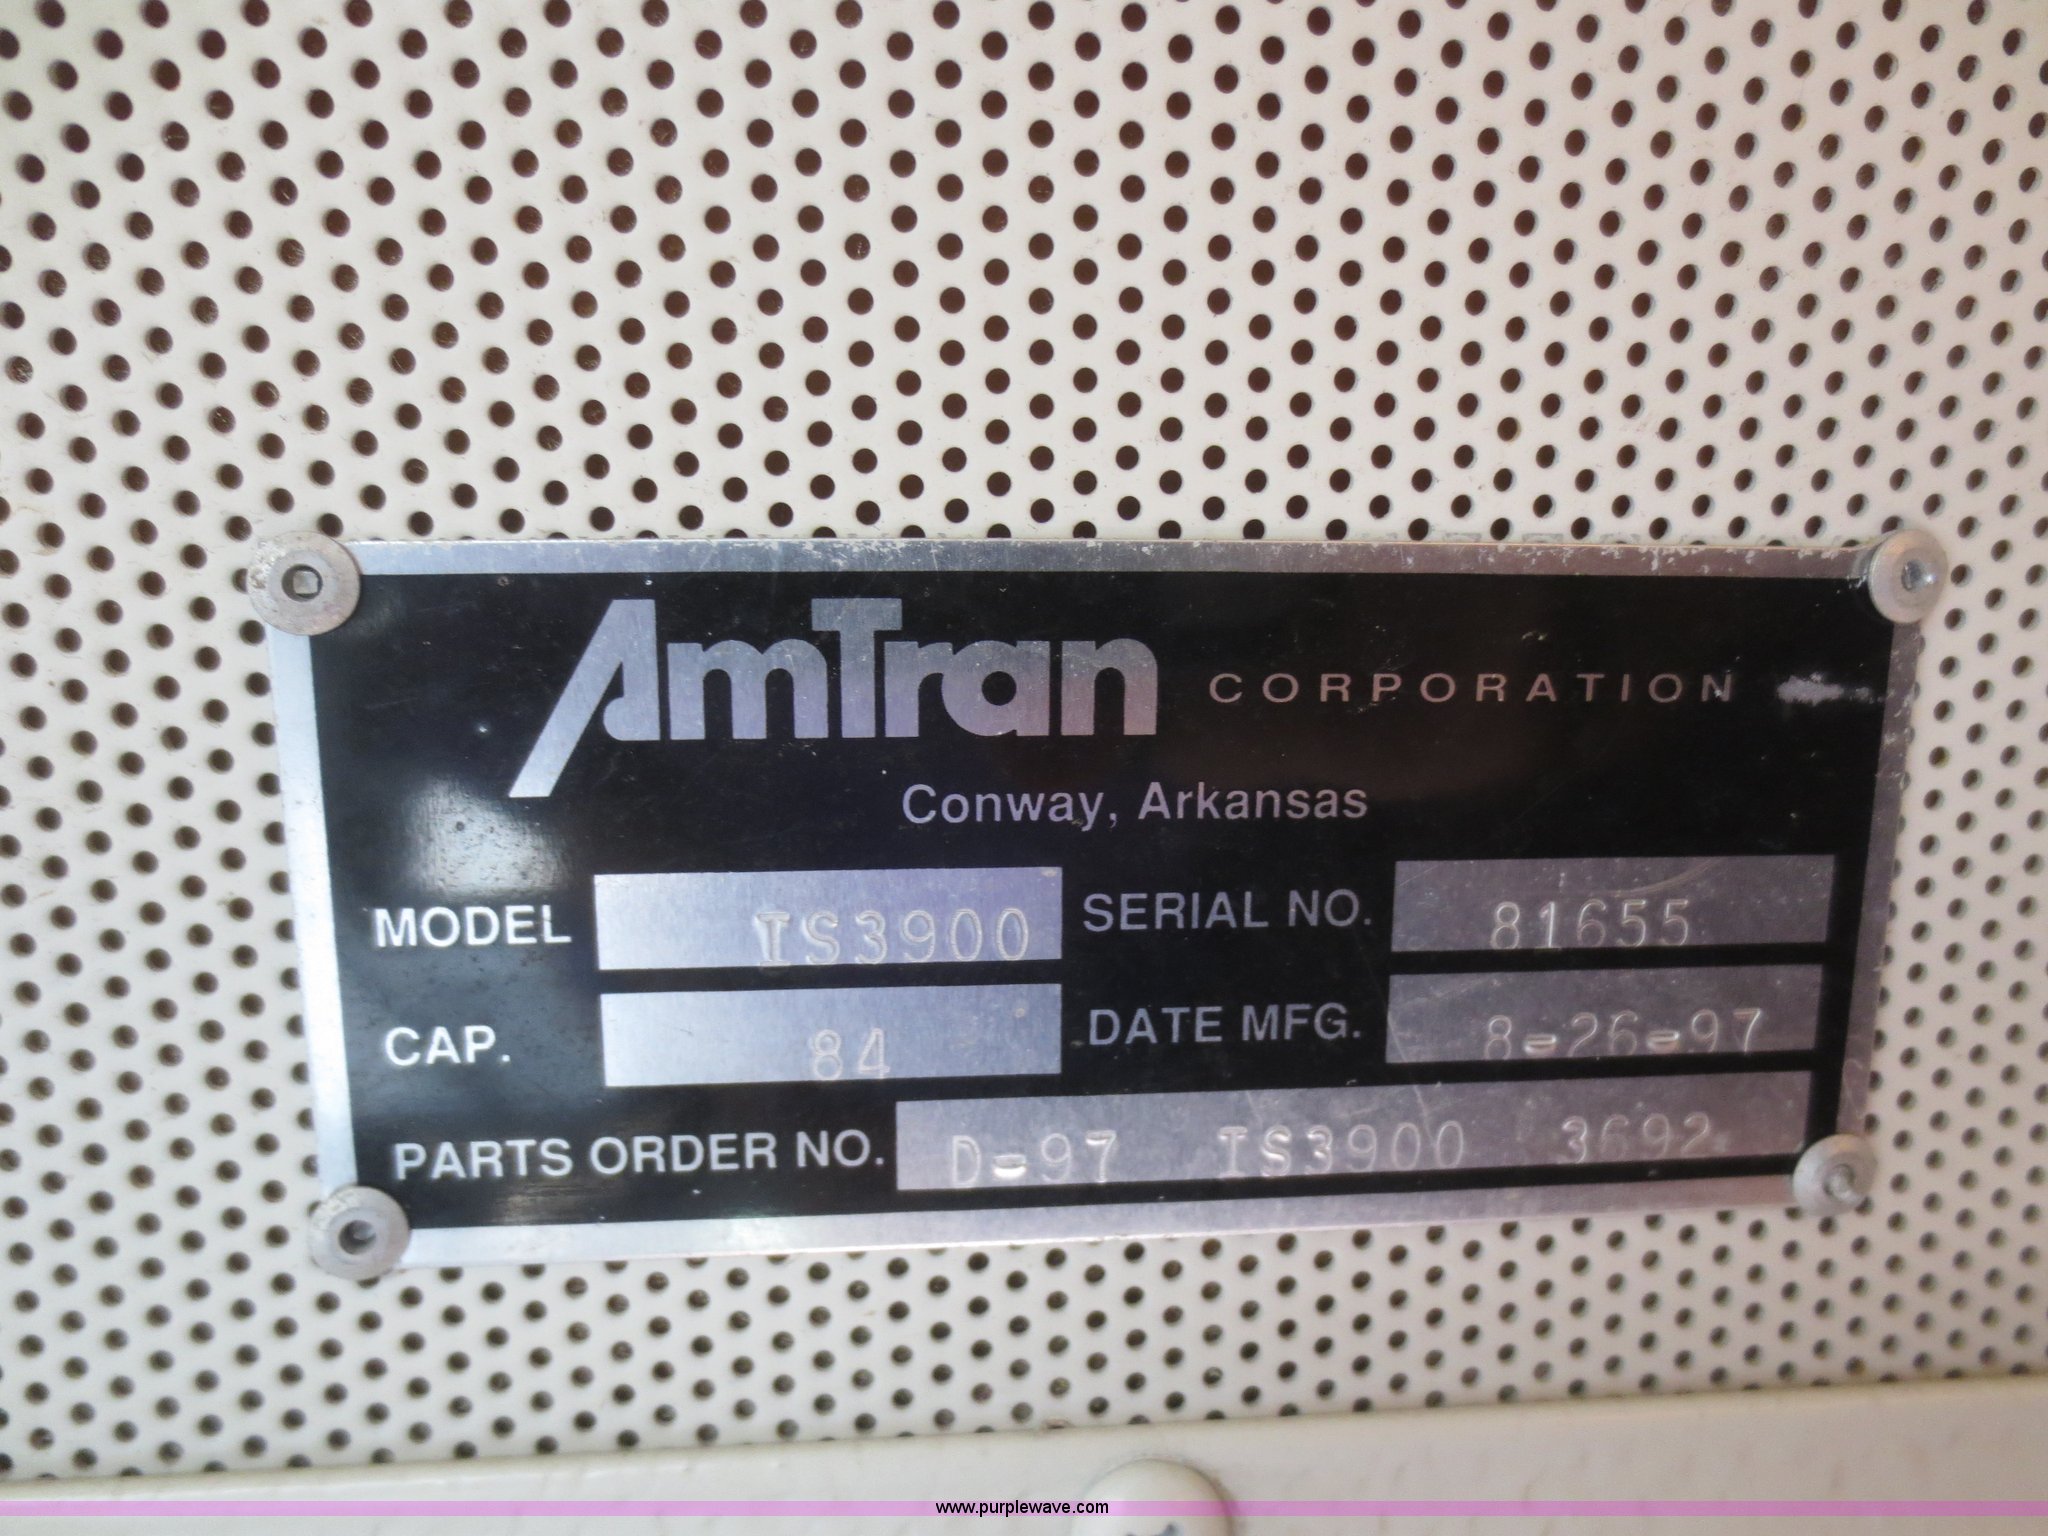 AmTran CORPORATION
Conway, Arkansas
MODEL IS3900 SERIAL NO. 81655
CAP. 84 DATE MFG. 8-26-97
PARTS ORDER NO. D-97 IS3900 3692
www.purplewave.com